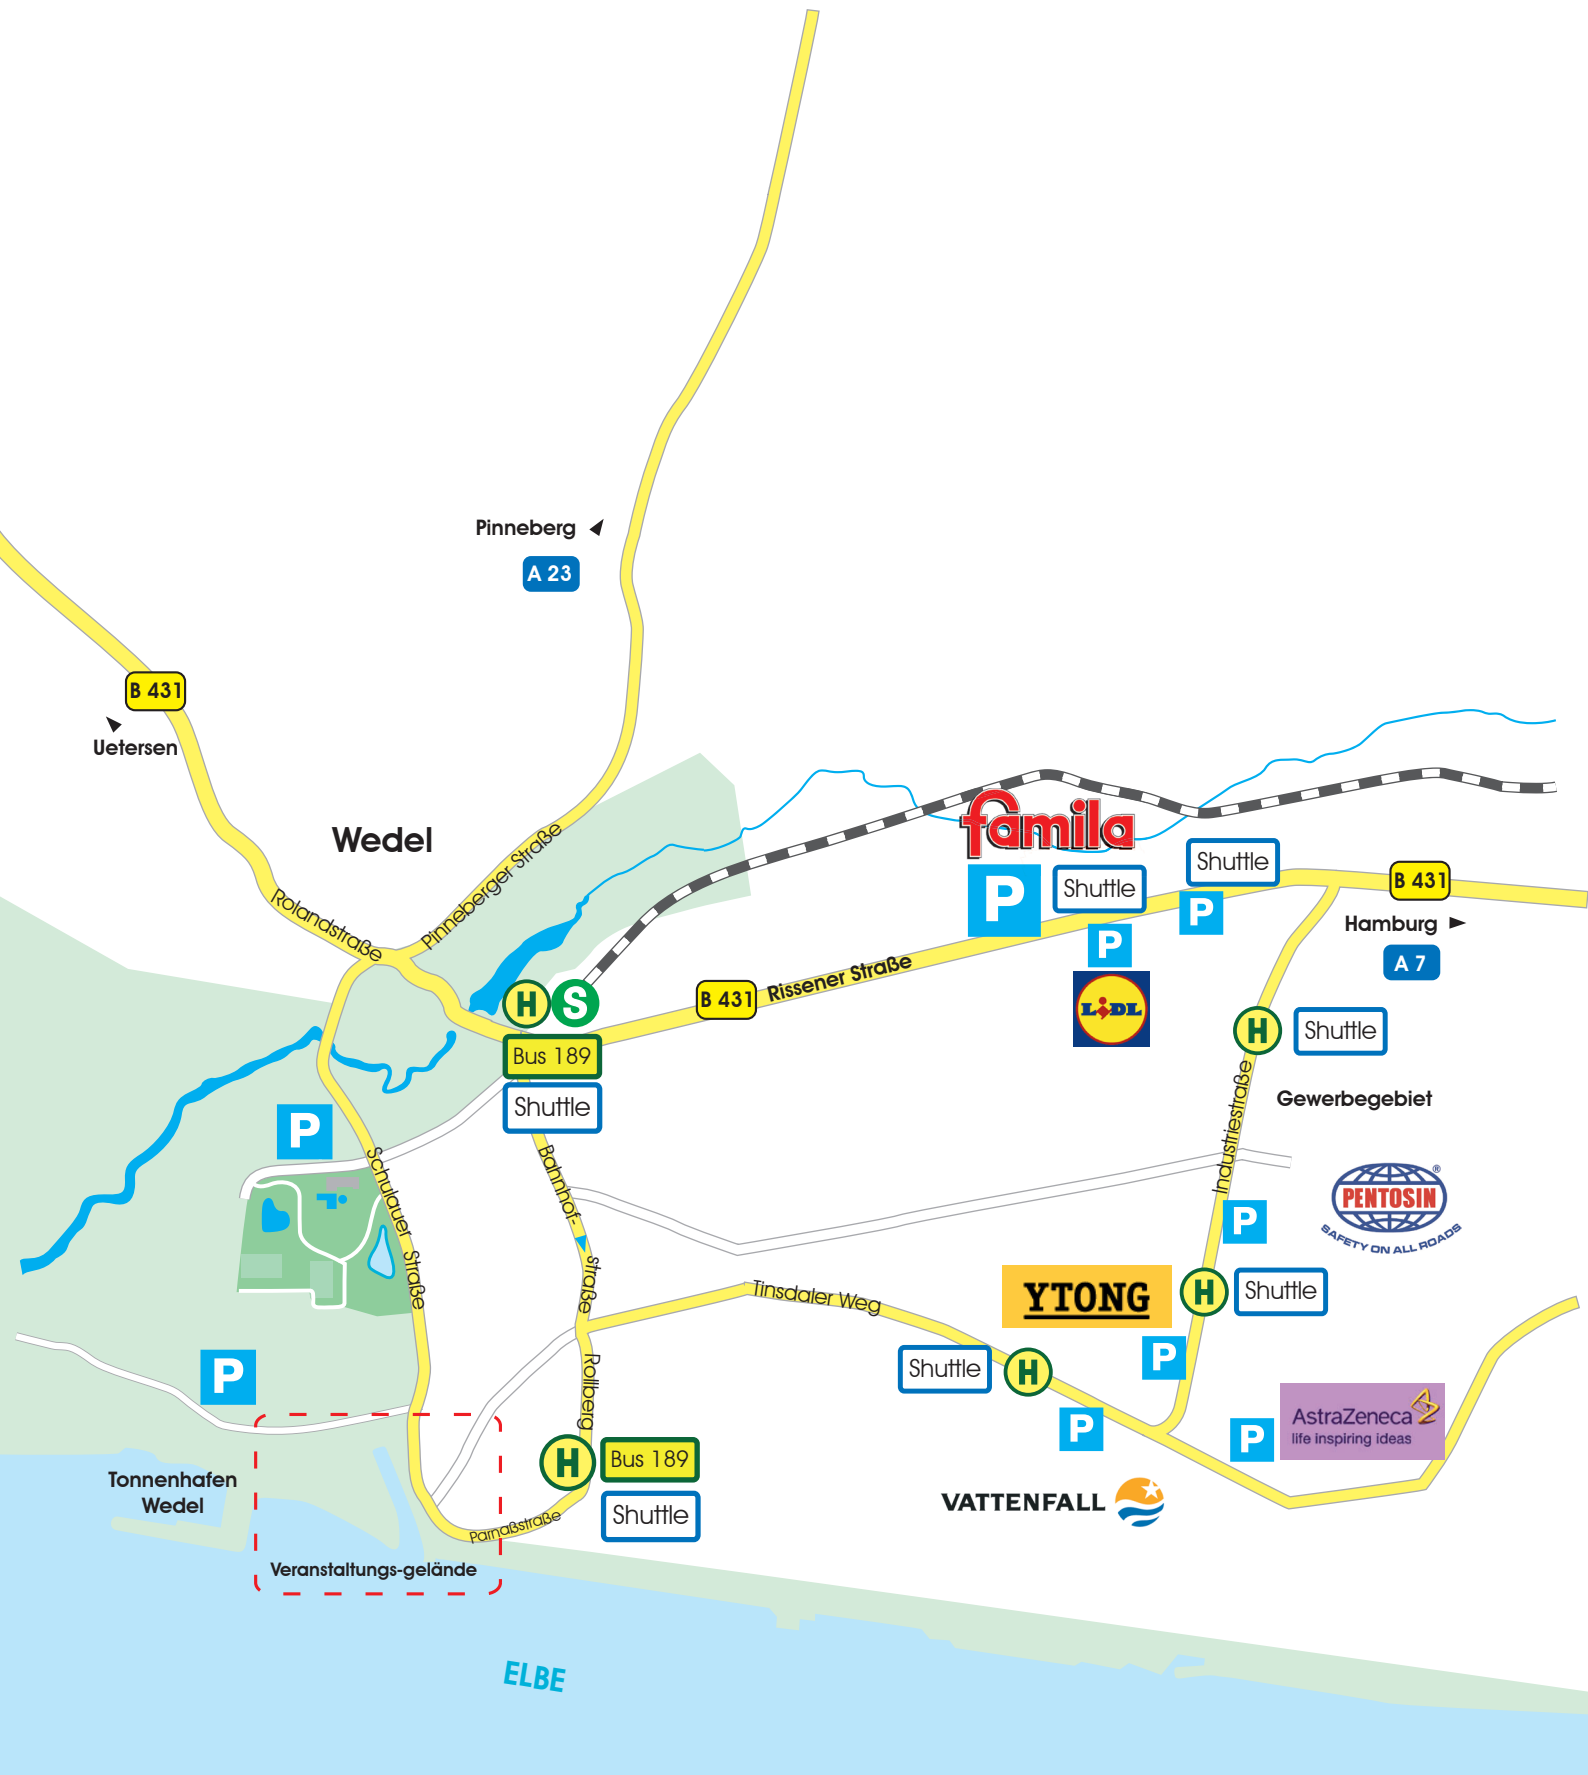 Pinneberg
A 23
B 431
Uetersen
Wedel
Pinneberger Straße
Rolandstraße
famila
P
Shuttle
Shuttle
P
B 431
Hamburg
A 7
P
LIDL
B 431
Rissener Straße
H
S
Bus 189
Shuttle
H
Shuttle
Gewerbegebiet
Industriestraße
P
Schulauer Straße
Bahnhof-
straße
PENTOSIN
®
SAFETY ON ALL ROADS
P
YTONG
H
Shuttle
Tinsdaler Weg
Shuttle
H
P
P
Rollberg
P
AstraZeneca
life inspiring ideas
P
H
Bus 189
Shuttle
Tonnenhafen
Wedel
VATTENFALL
Parnaßstraße
Veranstaltungs-gelände
ELBE